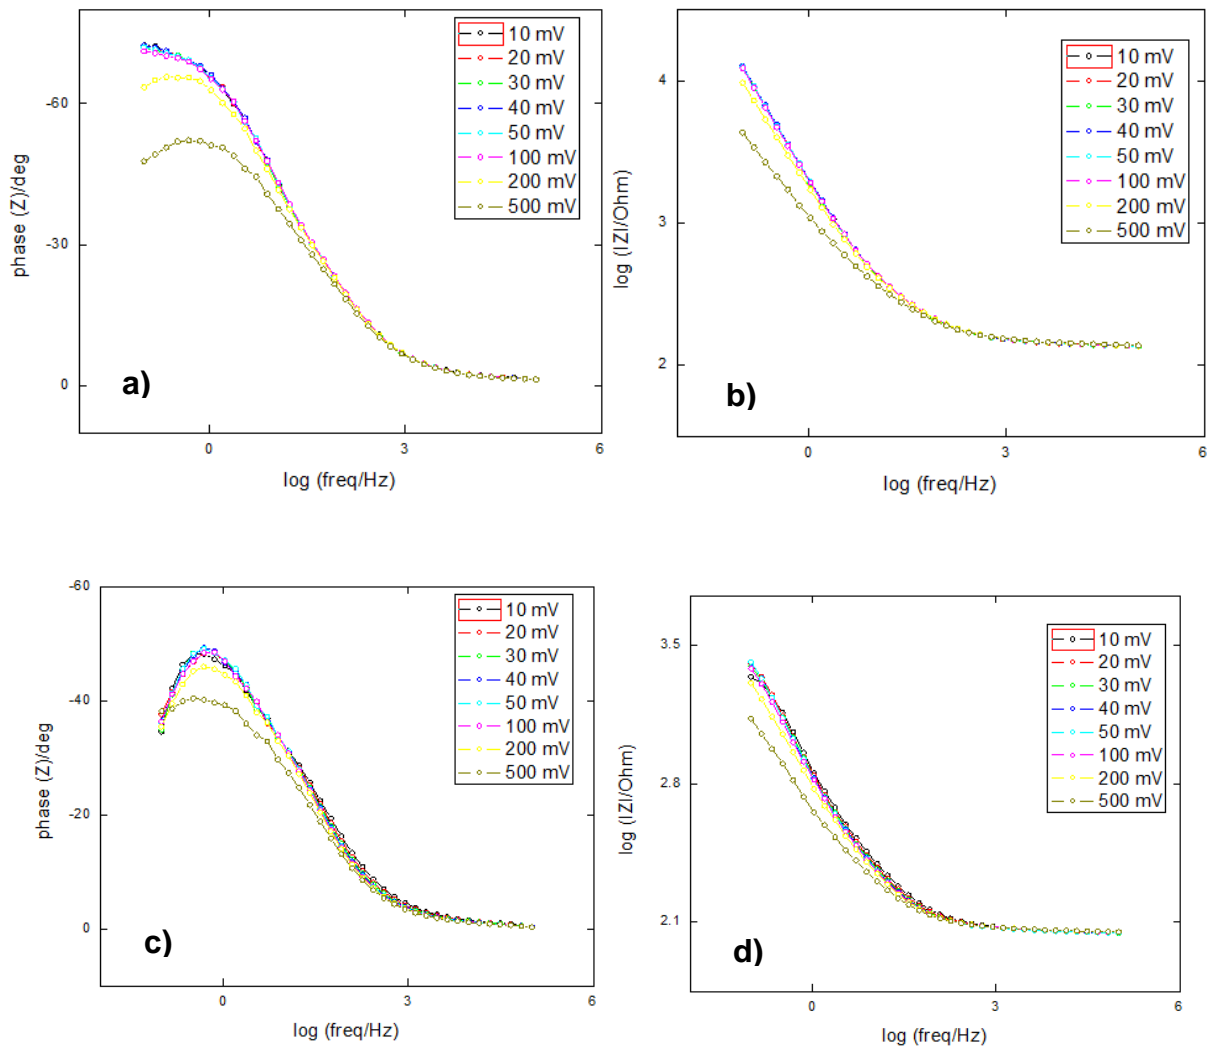 10 mV
20 mV
30 mV
40 mV
50 mV
100 mV
200 mV
500 mV
-60
-30
0
phase (Z)/deg
a)
0
3
6
log (freq/Hz)
10 mV
20 mV
30 mV
40 mV
50 mV
100 mV
200 mV
500 mV
4
3
2
log (IZI/Ohm)
b)
0
3
6
log (freq/Hz)
10 mV
20 mV
30 mV
40 mV
50 mV
100 mV
200 mV
500 mV
-60
-40
-20
0
phase (Z)/deg
c)
0
3
6
log (freq/Hz)
10 mV
20 mV
30 mV
40 mV
50 mV
100 mV
200 mV
500 mV
3.5
2.8
2.1
log (IZI/Ohm)
d)
0
3
6
log (freq/Hz)